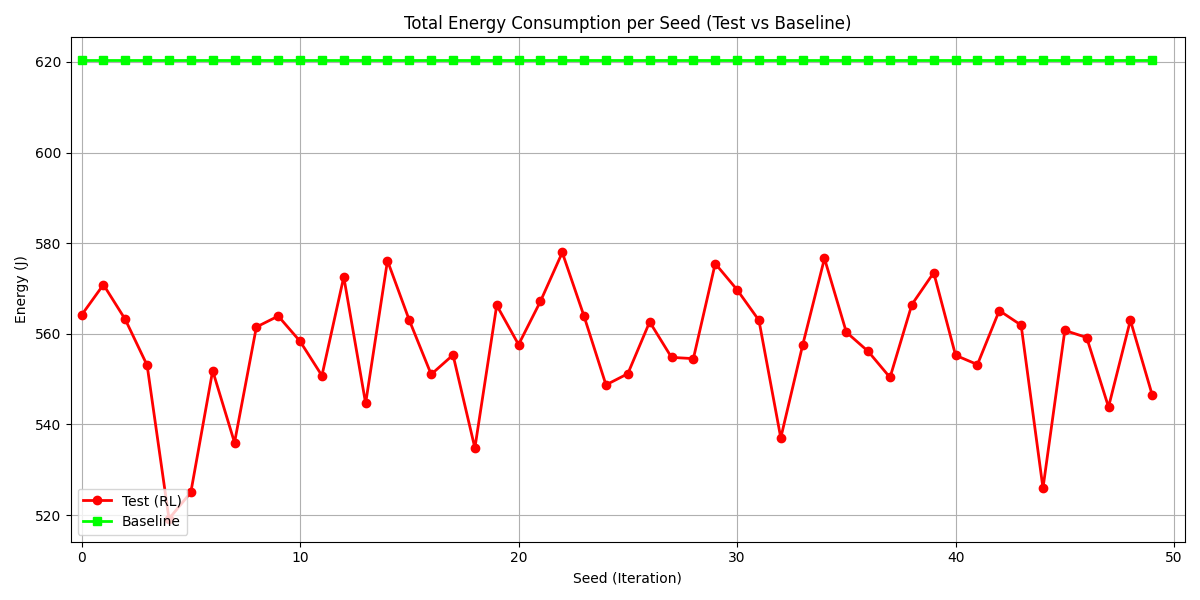 Total Energy Consumption per Seed (Test vs Baseline)
Energy (J)
620
600
580
560
540
520
Test (RL)
Baseline
0 10 20 30 40 50
Seed (Iteration)